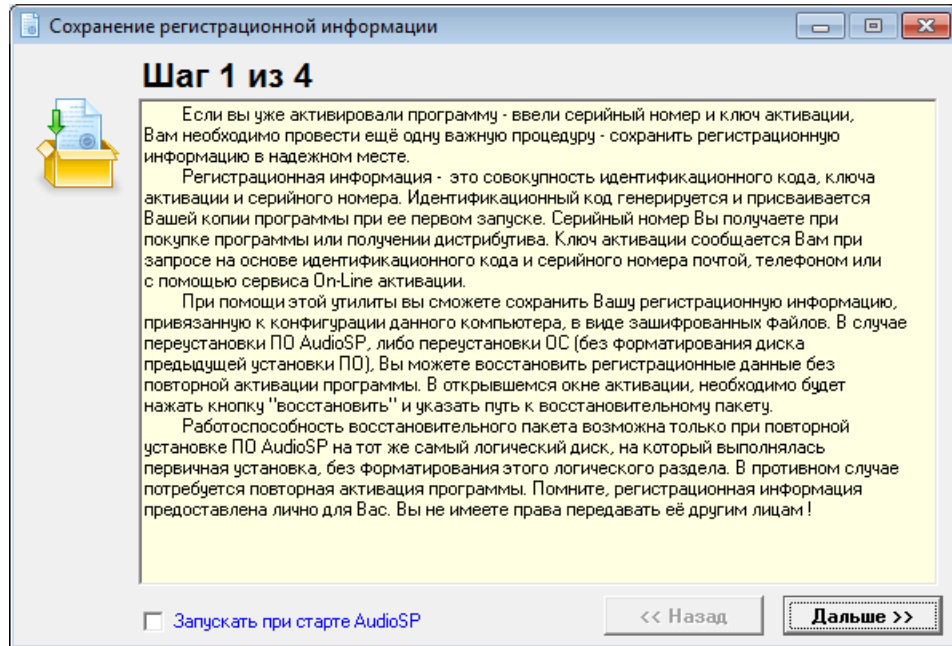 Сохранение регистрационной информации
Шаг 1 из 4
Если вы уже активировали программу - ввели серийный номер и ключ активации,
Вам необходимо провести ещё одну важную процедуру - сохранить регистрационную
информацию в надежном месте.
Регистрационная информация - это совокупность идентификационного кода, ключа
активации и серийного номера. Идентификационный код генерируется и присваивается
Вашей копии программы при ее первом запуске. Серийный номер Вы получаете при
покупке программы или получении дистрибутива. Ключ активации сообщается Вам при
запросе на основе идентификационного кода и серийного номера почтой, телефоном или
с помощью сервиса On-Line активации.
При помощи этой утилиты вы сможете сохранить Вашу регистрационную информацию,
привязанную к конфигурации данного компьютера, в виде зашифрованных файлов. В случае
переустановки ПО AudioSP, либо переустановки ОС (без форматирования диска
предыдущей установки ПО), Вы можете восстановить регистрационные данные без
повторной активации программы. В открывшемся окне активации, необходимо будет
нажать кнопку "восстановить" и указать путь к восстановительному пакету.
Работоспособность восстановительного пакета возможна только при повторной
установке ПО AudioSP на тот же самый логический диск, на который выполнялась
первичная установка, без форматирования этого логического раздела. В противном случае
потребуется повторная активация программы. Помните, регистрационная информация
предоставлена лично для Вас. Вы не имеете права передавать её другим лицам !
Запускать при старте AudioSP
<< Назад
Дальше >>